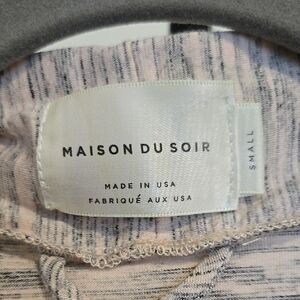 MAISON DU SOIR
MADE IN USA
FABRIQUÉ AUX USA
SMALL